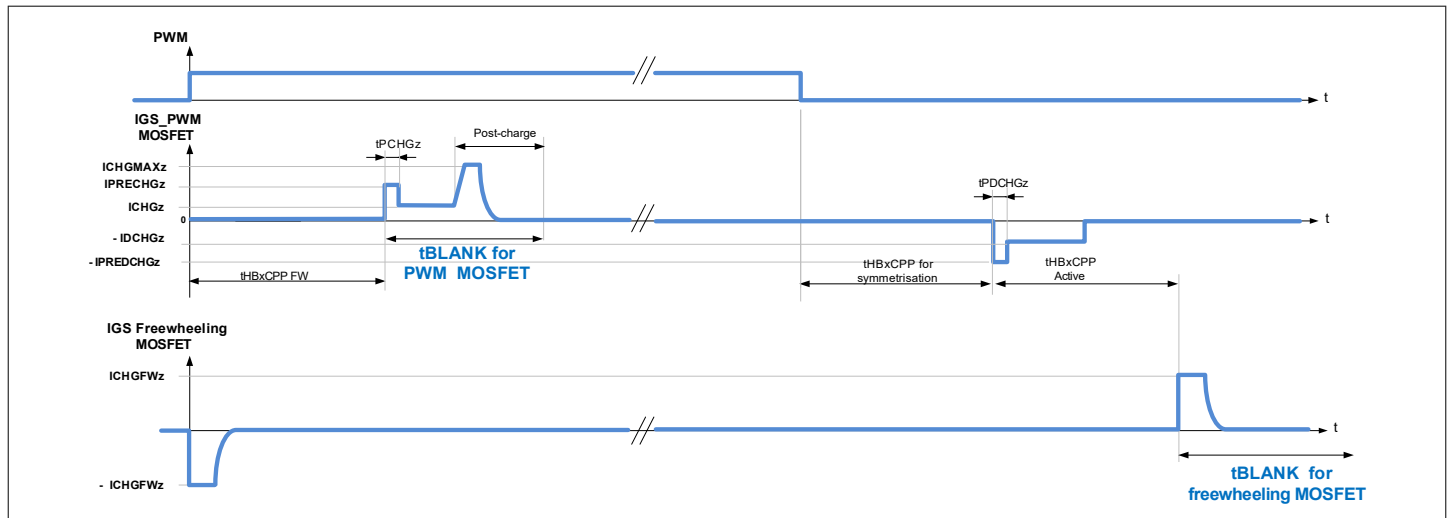 PWM
t
IGS_PWM
MOSFET
tPCHGz
Post-charge
ICHGMAXz
IPRECHGz
ICHGz
0
t
tPDCHGz
- IDCHGz
- IPREDCHGz
tBLANK for
PWM MOSFET
tHBxCPP FW
tHBxCPP for
symmetrisation
tHBxCPP
Active
IGS Freewheeling
MOSFET
ICHGFWz
t
- ICHGFWz
tBLANK for
freewheeling MOSFET